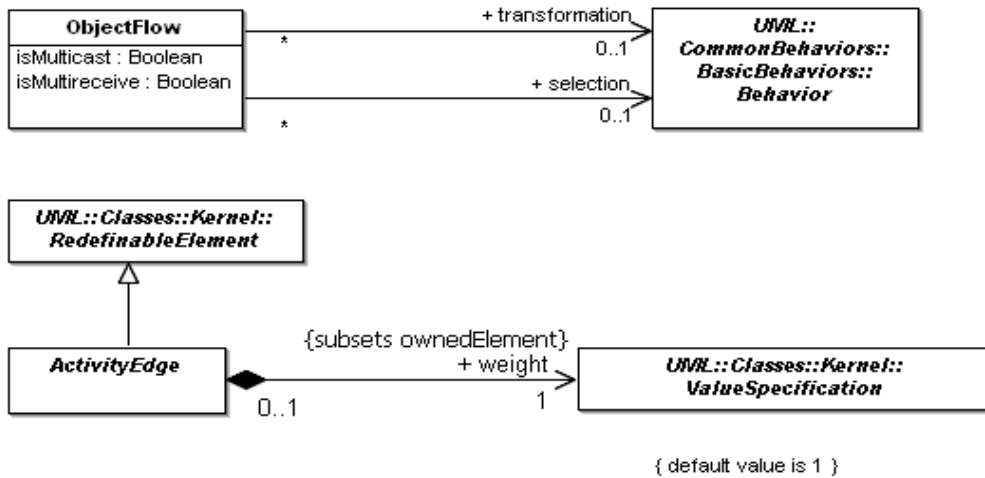 ObjectFlow
isMulticast : Boolean
isMultireceive : Boolean
*
+ transformation
0..1
*
+ selection
0..1
UML::
CommonBehaviors::
BasicBehaviors::
Behavior
UML::Classes::Kernel::
RedefinableElement
ActivityEdge
0..1
{subsets ownedElement}
+ weight
1
UML::Classes::Kernel::
ValueSpecification
{ default value is 1 }